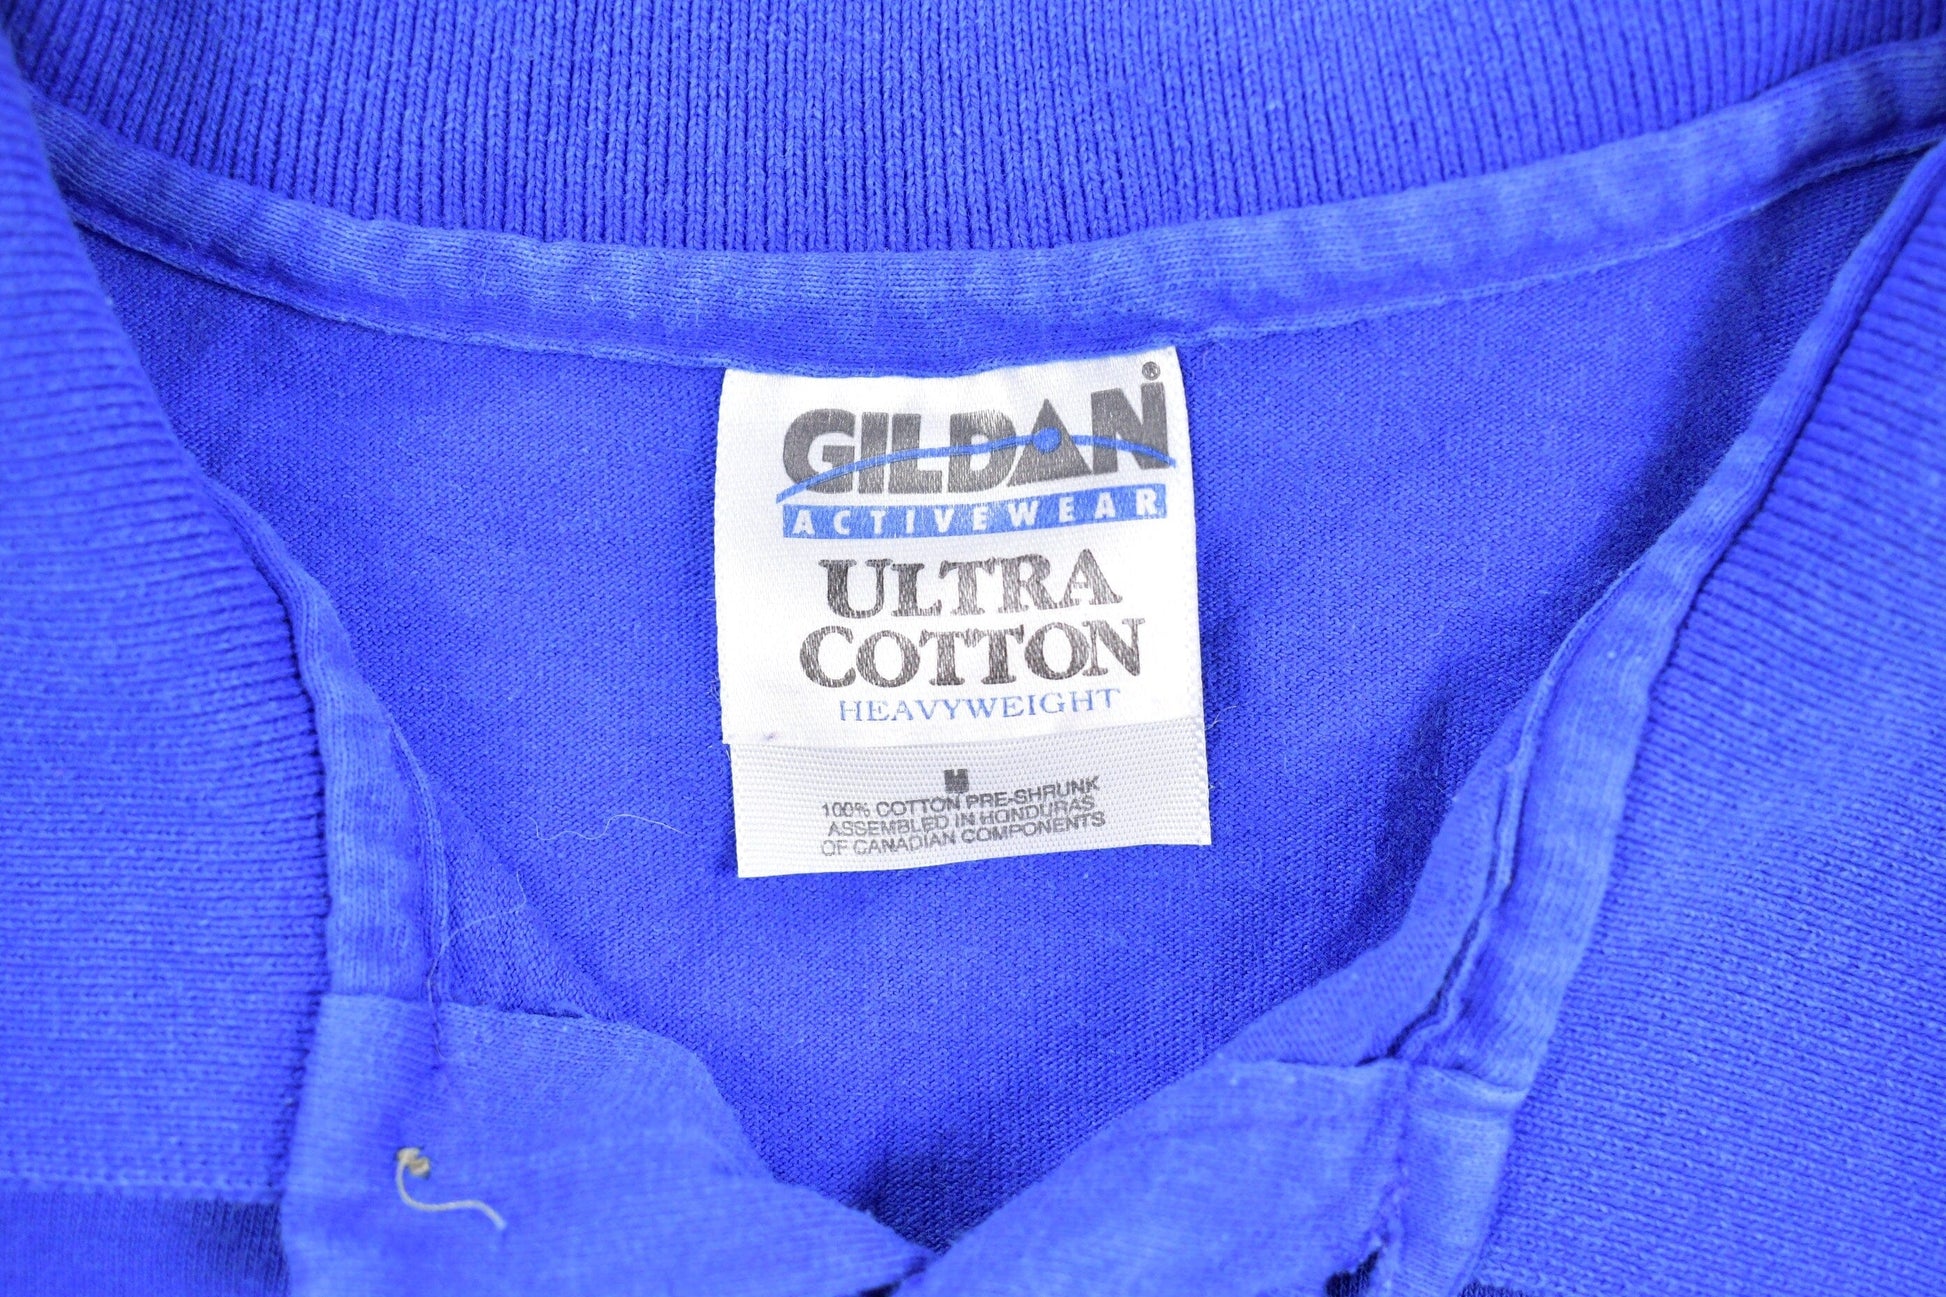 GILDAN®
ACTIVEWEAR
ULTRA
COTTON
HEAVYWEIGHT
M
100% COTTON PRE-SHRUNK
ASSEMBLED IN HONDURAS
OF CANADIAN COMPONENTS